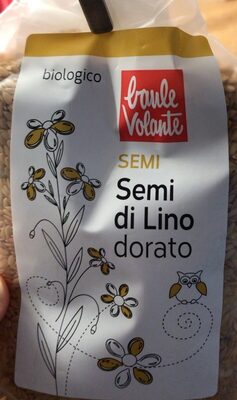 biologico
baule
volante
SEMI
Semi
di Lino
dorato